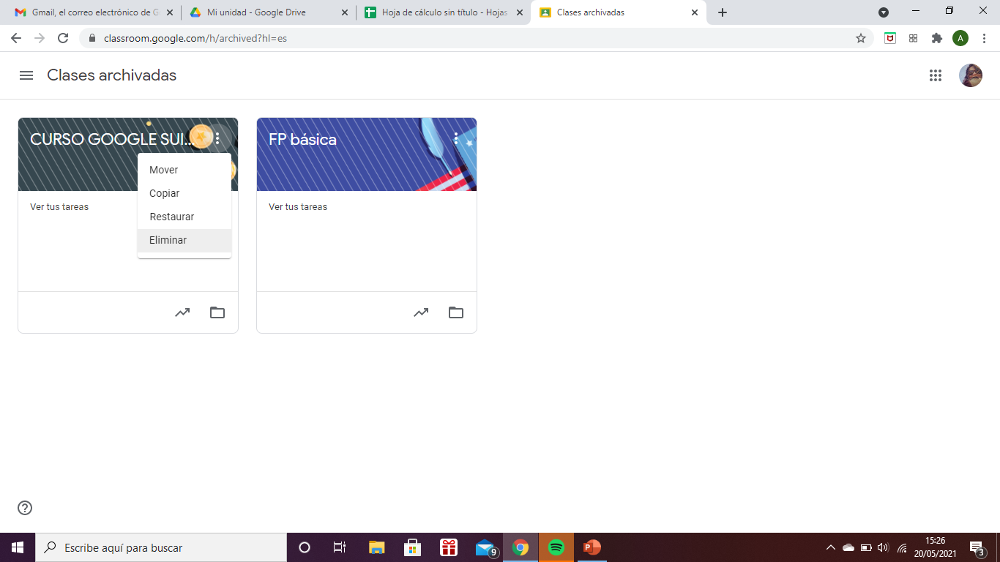 Gmail, el correo electrónico de G
Mi unidad - Google Drive
Hoja de cálculo sin título - Hojas
Clases archivadas
classroom.google.com/h/archived?hl=es
A
Clases archivadas
CURSO GOOGLE SUI...
FP básica
Mover
Copiar
Restaurar
Eliminar
Ver tus tareas
Ver tus tareas
Escribe aquí para buscar
9
P
15:26
20/05/2021
3